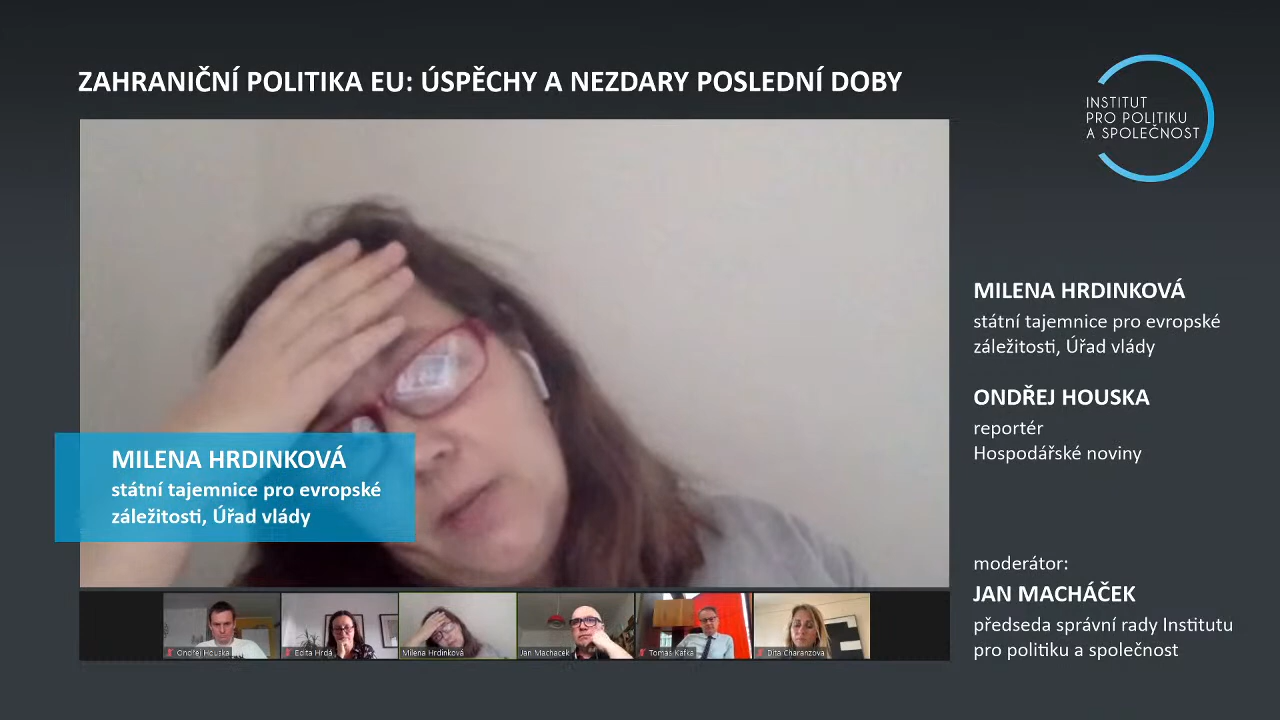 ZAHRANIČNÍ POLITIKA EU: ÚSPĚCHY A NEZDARY POSLEDNÍ DOBY
INSTITUT
PRO POLITIKU
A SPOLEČNOST
MILENA HRDINKOVÁ
státní tajemnice pro evropské
záležitosti, Úřad vlády
ONDŘEJ HOUSKA
reportér
Hospodářské noviny
MILENA HRDINKOVÁ
státní tajemnice pro evropské
záležitosti, Úřad vlády
moderátor:
JAN MACHÁČEK
předseda správní rady Institutu
pro politiku a společnost
Ondřej Houska
Edita Hrdá
Milena Hrdinková
Jan Machacek
Tomas Kafka
Dita Charanzova